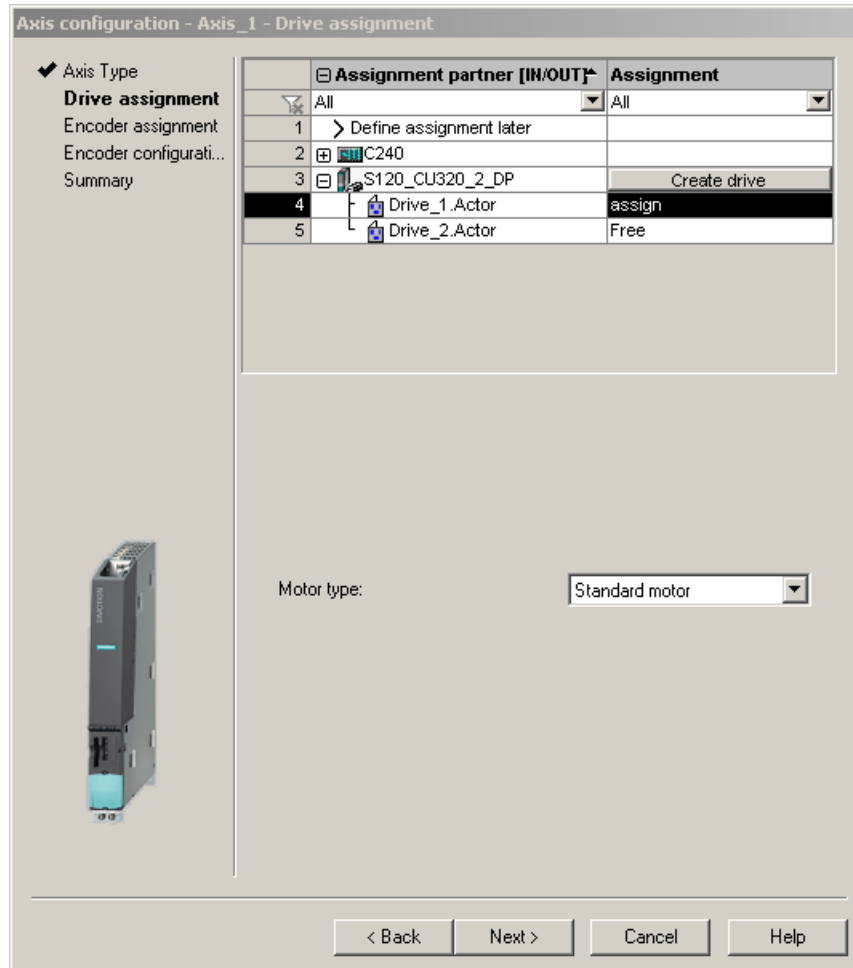 Axis configuration - Axis_1 - Drive assignment
Axis Type
Drive assignment
Encoder assignment
Encoder configurati...
Summary
Assignment partner [IN/OUT] Assignment
All All
1 Define assignment later
2 C240
3 S120_CU320_2_DP Create drive
4 Drive_1.Actor assign
5 Drive_2.Actor Free
SIMOTION
Motor type: Standard motor
< Back Next > Cancel Help